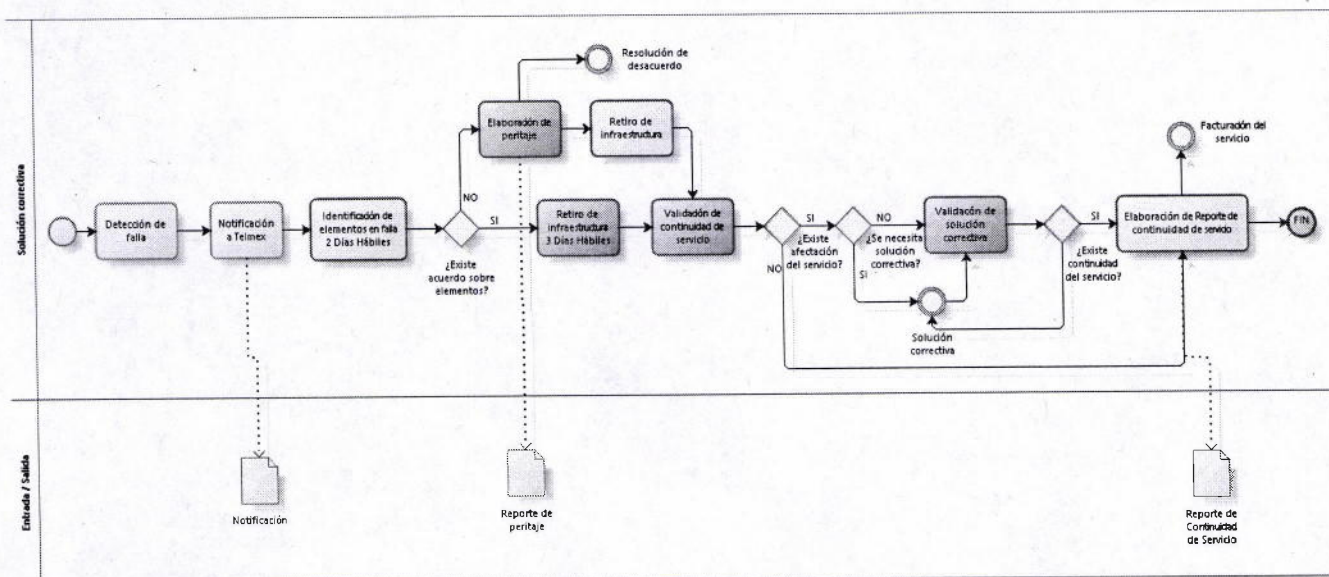 Solución correctiva
Detección de
falla
Notificación
a Telmex
Identificación de
elementos en falla
2 Días Hábiles
¿Existe
acuerdo sobre
elementos?
NO
SI
Elaboración de
peritaje
Resolución de
desacuerdo
Retiro de
infraestructura
Retiro de
infraestructura
3 Días Hábiles
Validación de
continuidad de
servicio
SI
NO
¿Existe
afectación
del servicio?
NO
SI
¿Se necesita
solución
correctiva?
Solución
correctiva
Validacón de
solución
correctiva
SI
¿Existe
continuidad
del servicio?
Elaboración de Reporte de
continuidad de servicio
Facturación del
servicio
FIN
Entrada / Salida
Notificación
Reporte de
peritaje
Reporte de
Continuidad
de Servicio